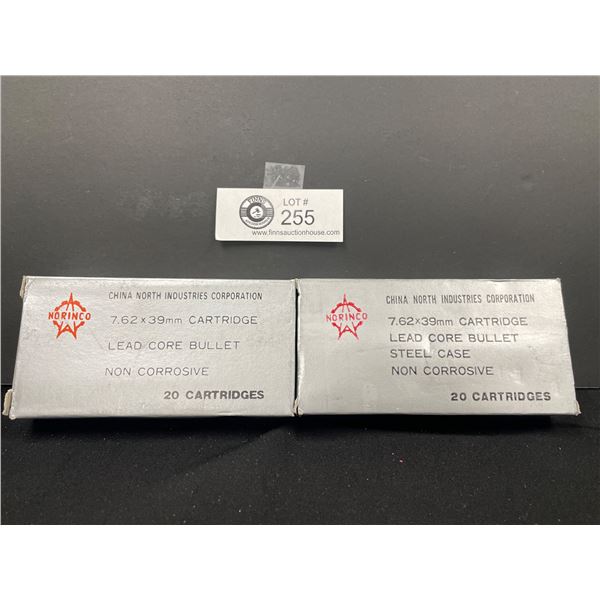 FINNS
LOT #
255
www.finnsauctionhouse.com
NORINCO
CHINA NORTH INDUSTRIES CORPORATION
7.62×39mm CARTRIDGE
LEAD CORE BULLET
NON CORROSIVE
20 CARTRIDGES
NORINCO
CHINA NORTH INDUSTRIES CORPORATION
7.62×39mm CARTRIDGE
LEAD CORE BULLET
STEEL CASE
NON CORROSIVE
20 CARTRIDGES